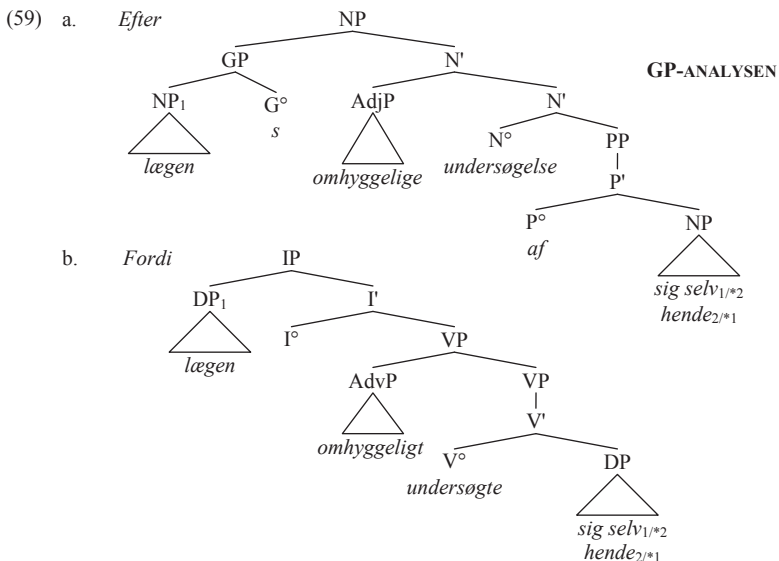 (59) a. Efter NP
GP N'
GP-ANALYSEN
NP1 G° AdjP N'
s
lægen omhyggelige N° PP
undersøgelse
P'
P° NP
af
sig selv1/*2
hende2/*1
b. Fordi IP
DP1 I'
lægen I° VP
AdvP VP
omhyggeligt V'
V° DP
undersøgte
sig selv1/*2
hende2/*1